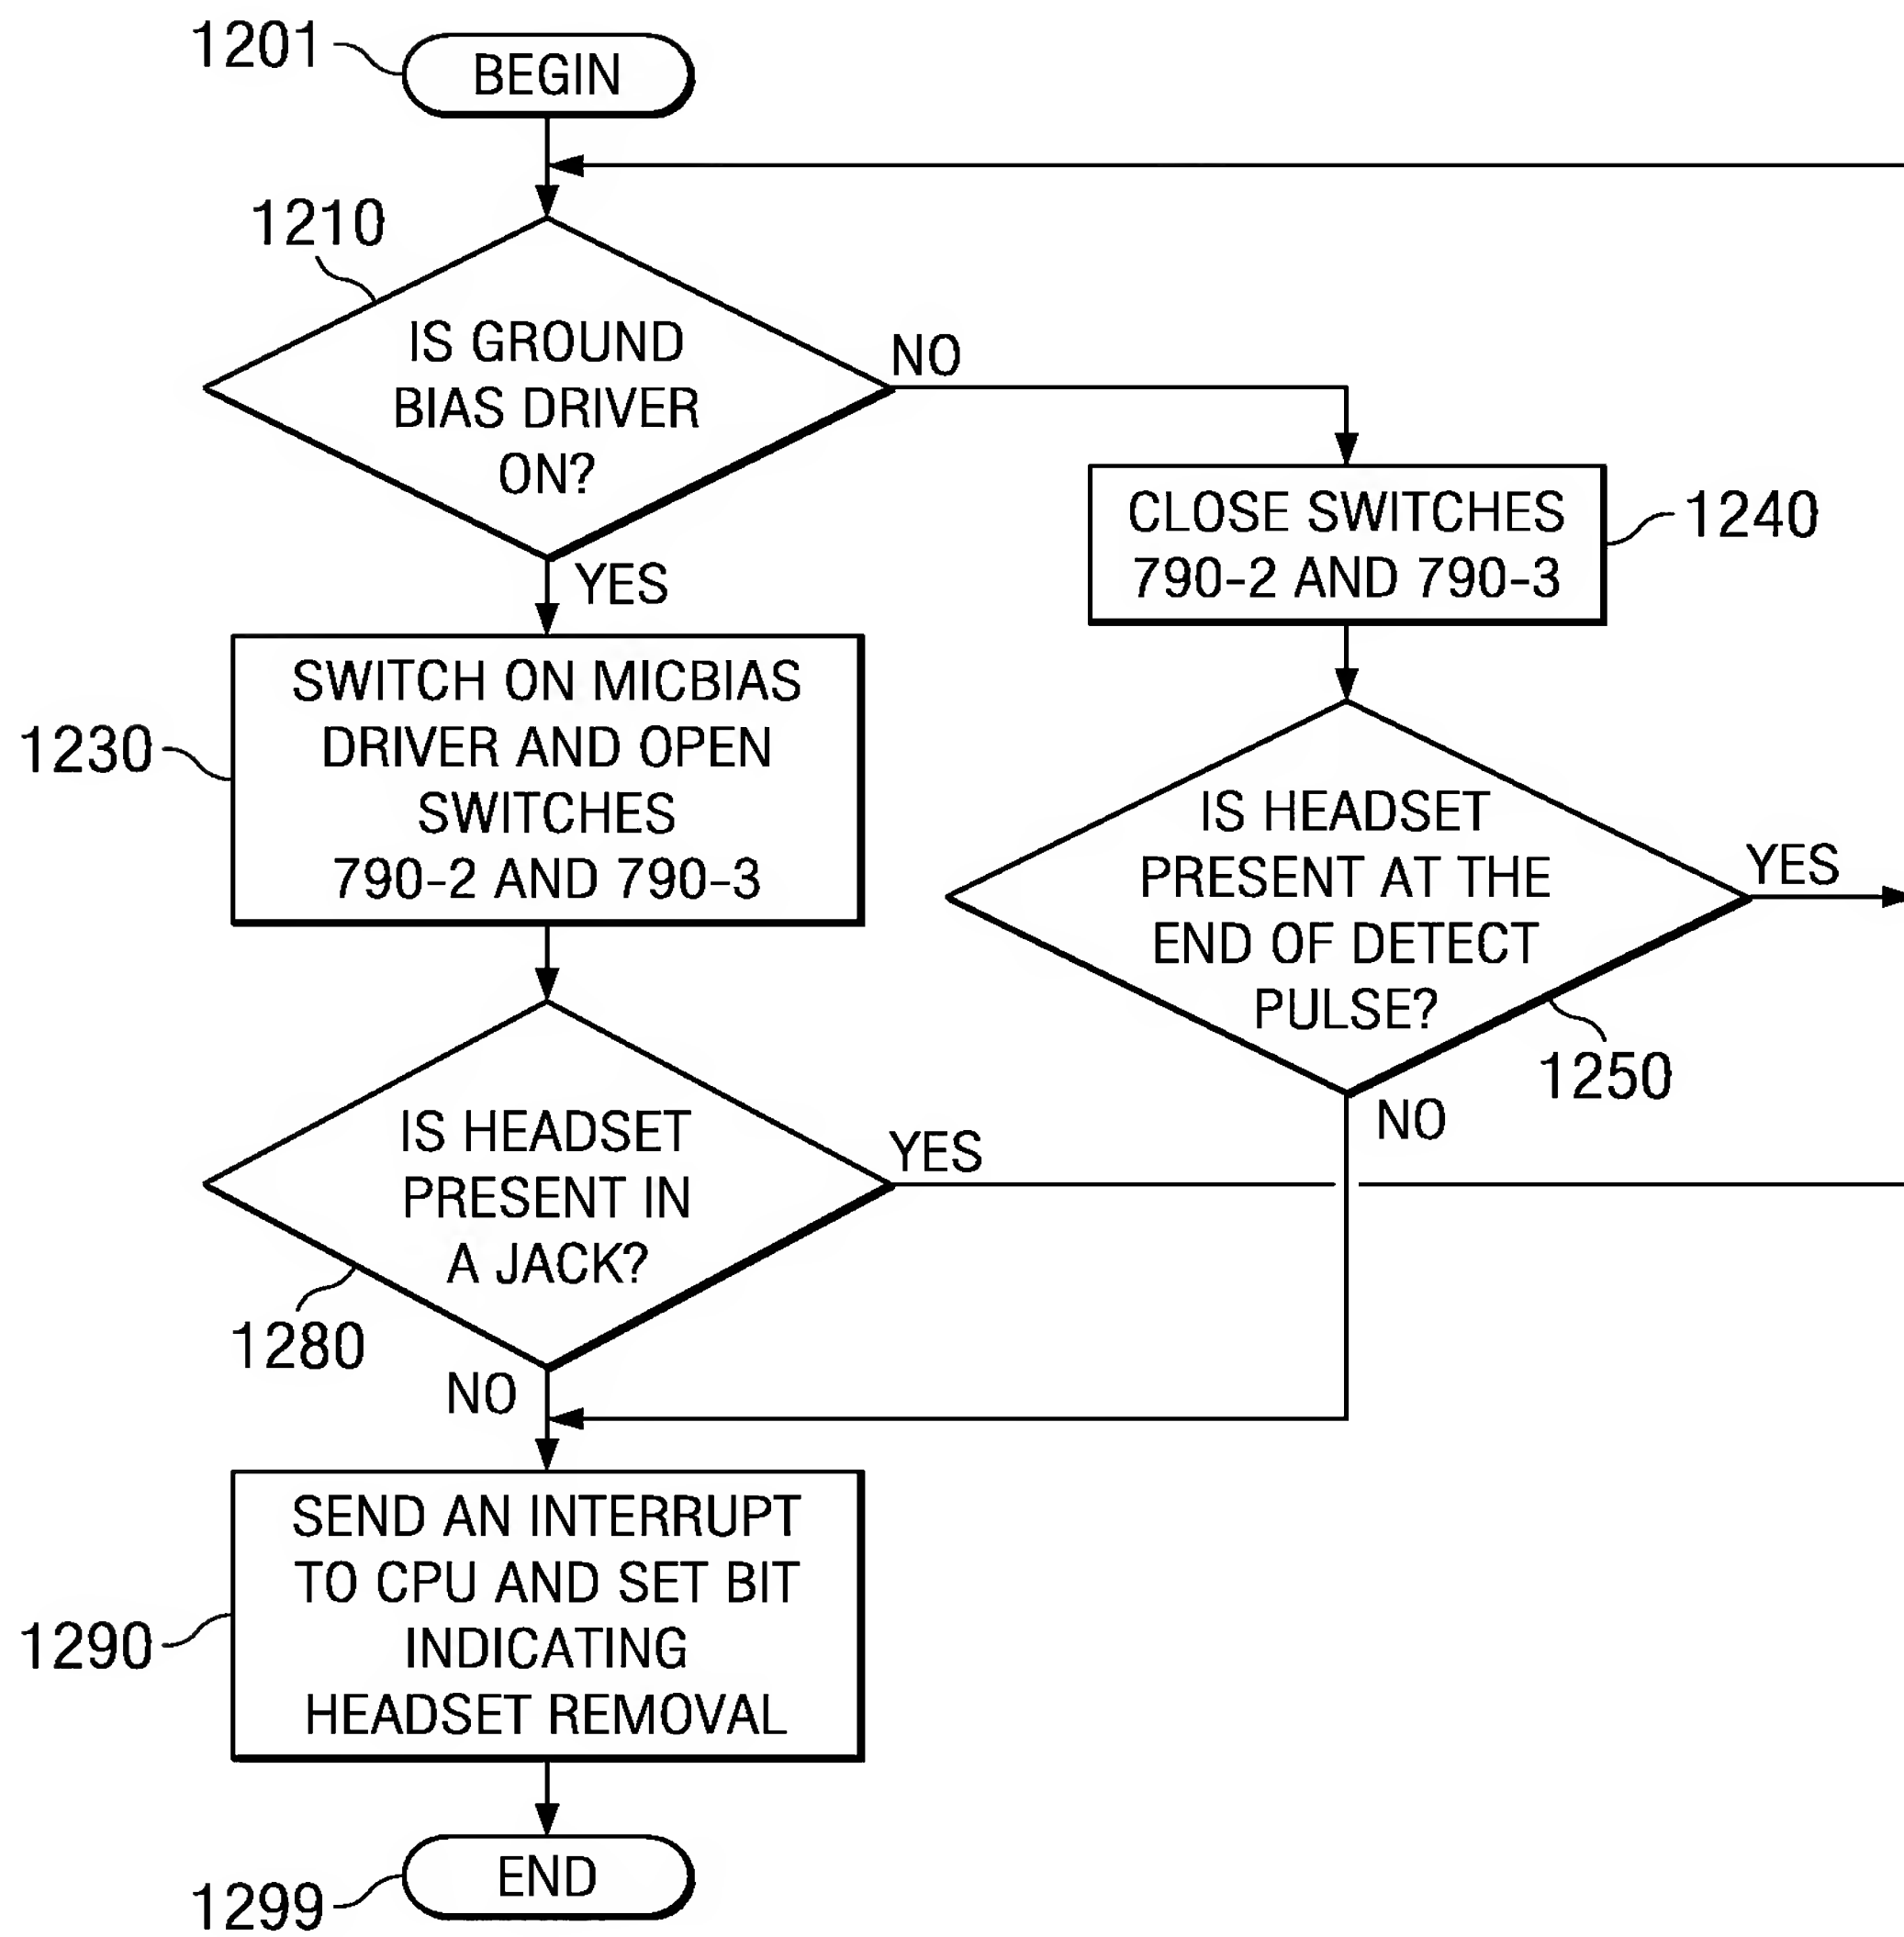 1201
BEGIN
1210
IS GROUND
BIAS DRIVER
ON?
NO
YES
CLOSE SWITCHES
790-2 AND 790-3
1240
SWITCH ON MICBIAS
DRIVER AND OPEN
SWITCHES
790-2 AND 790-3
1230
IS HEADSET
PRESENT AT THE
END OF DETECT
PULSE?
YES
1250
NO
IS HEADSET
PRESENT IN
A JACK?
YES
1280
NO
SEND AN INTERRUPT
TO CPU AND SET BIT
INDICATING
HEADSET REMOVAL
1290
END
1299